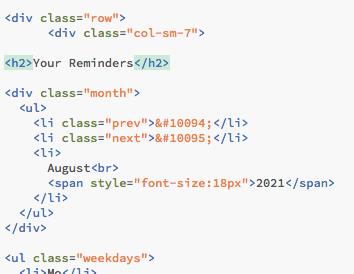 <div class="row">
<div class="col-sm-7">
<h2>Your Reminders</h2>
<div class="month">
<ul>
<li class="prev">&#10094;</li>
<li class="next">&#10095;</li>
<li>
August<br>
<span style="font-size:18px">2021</span>
</li>
</ul>
</div>
<ul class="weekdays">
<li>Mo</li>